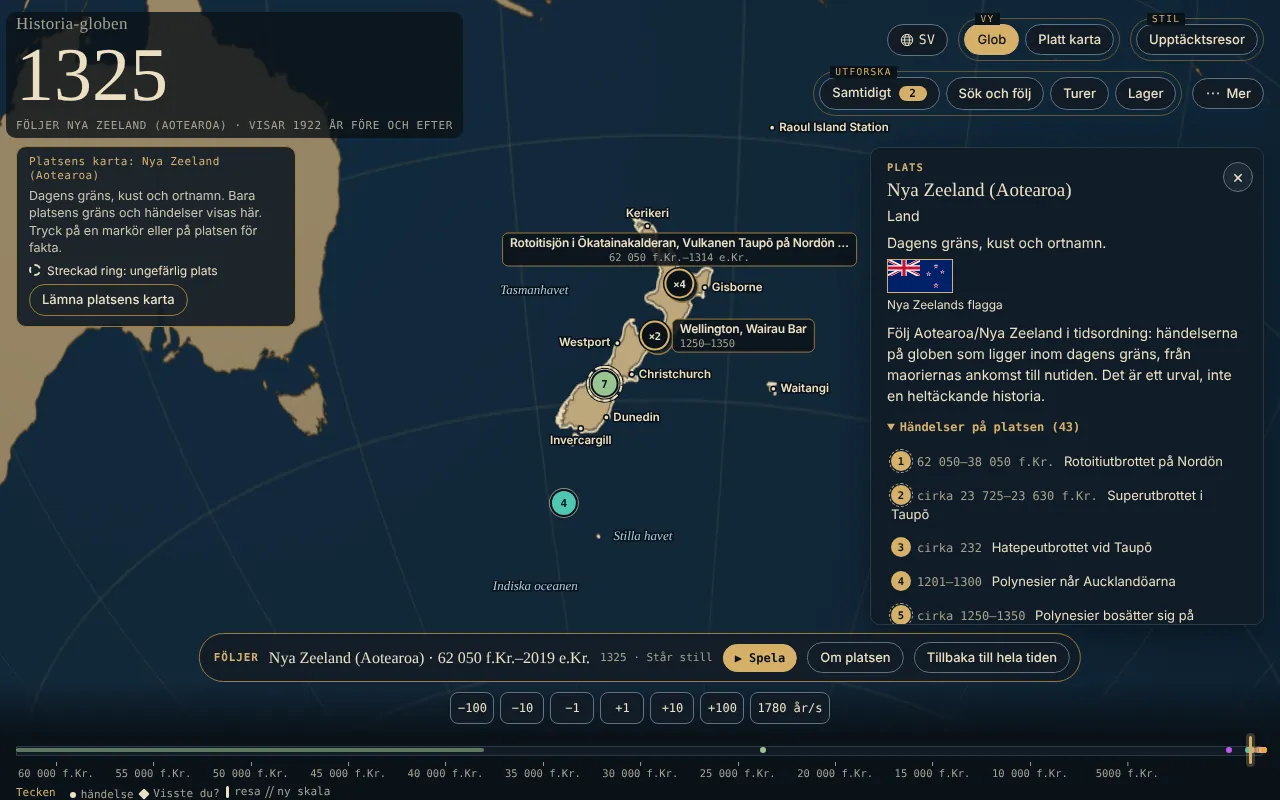 Historia-globen
1325
FÖLJER NYA ZEELAND (AOTEAROA) · VISAR 1922 ÅR FÖRE OCH EFTER
SV
VY
Glob
Platt karta
STIL
Upptäcktsresor
UTFORSKA
Samtidigt 2
Sök och följ
Turer
Lager
··· Mer
Platsens karta: Nya Zeeland
(Aotearoa)
Dagens gräns, kust och ortnamn. Bara
platsens gräns och händelser visas här.
Tryck på en markör eller på platsen för
fakta.
Streckad ring: ungefärlig plats
Lämna platsens karta
Raoul Island Station
Kerikeri
Rotoitisjön i Ōkatainakalderan, Vulkanen Taupō på Nordön ...
62 050 f.Kr.–1314 e.Kr.
×4
Gisborne
Tasmanhavet
×2
Wellington, Wairau Bar
1250–1350
Westport
Christchurch
7
Waitangi
Dunedin
Invercargill
4
Stilla havet
Indiska oceanen
PLATS
Nya Zeeland (Aotearoa)
×
Land
Dagens gräns, kust och ortnamn.
Nya Zeelands flagga
Följ Aotearoa/Nya Zeeland i tidsordning: händelserna
på globen som ligger inom dagens gräns, från
maoriernas ankomst till nutiden. Det är ett urval, inte
en heltäckande historia.
▼ Händelser på platsen (43)
1 62 050–38 050 f.Kr. Rotoitiutbrottet på Nordön
2 cirka 23 725–23 630 f.Kr. Superutbrottet i
Taupō
3 cirka 232 Hatepeutbrottet vid Taupō
4 1201–1300 Polynesier når Aucklandöarna
5 cirka 1250–1350 Polynesier bosätter sig på
FÖLJER Nya Zeeland (Aotearoa) · 62 050 f.Kr.–2019 e.Kr. 1325 · Står still
▶ Spela
Om platsen
Tillbaka till hela tiden
−100
−10
−1
+1
+10
+100
1780 år/s
60 000 f.Kr.
55 000 f.Kr.
50 000 f.Kr.
45 000 f.Kr.
40 000 f.Kr.
35 000 f.Kr.
30 000 f.Kr.
25 000 f.Kr.
20 000 f.Kr.
15 000 f.Kr.
10 000 f.Kr.
5000 f.Kr.
Tecken
händelse
Visste du?
resa
// ny skala